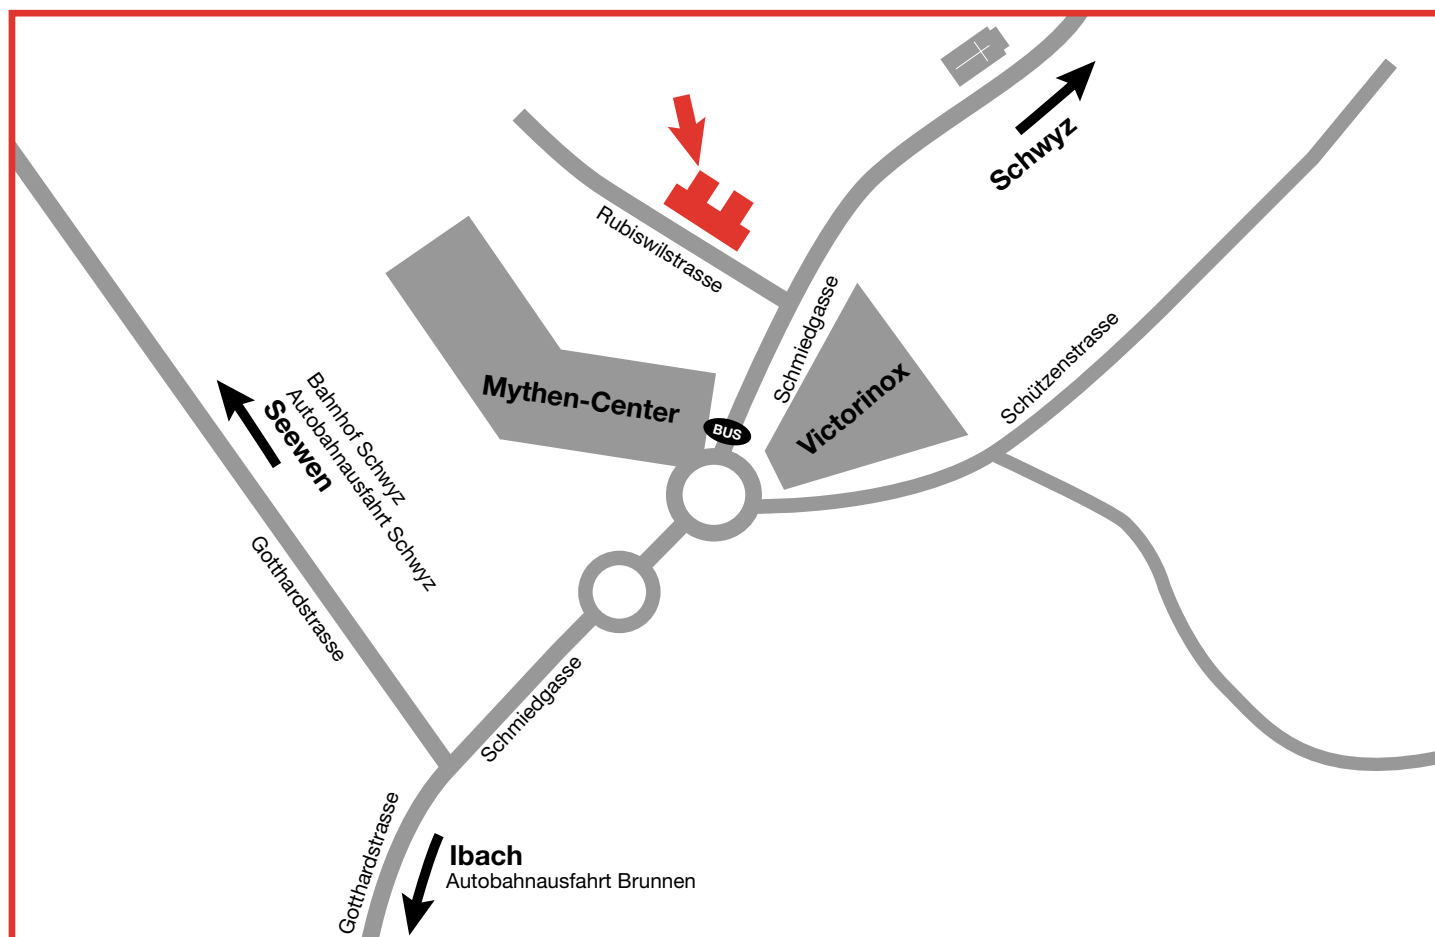 Schwyz
Rubiswilstrasse
Schmiedgasse
Schützenstrasse
Mythen-Center
Victorinox
BUS
Bahnhof Schwyz
Autobahnausfahrt Schwyz
Seewen
Gotthardstrasse
Schmiedgasse
Gotthardstrasse
Ibach
Autobahnausfahrt Brunnen